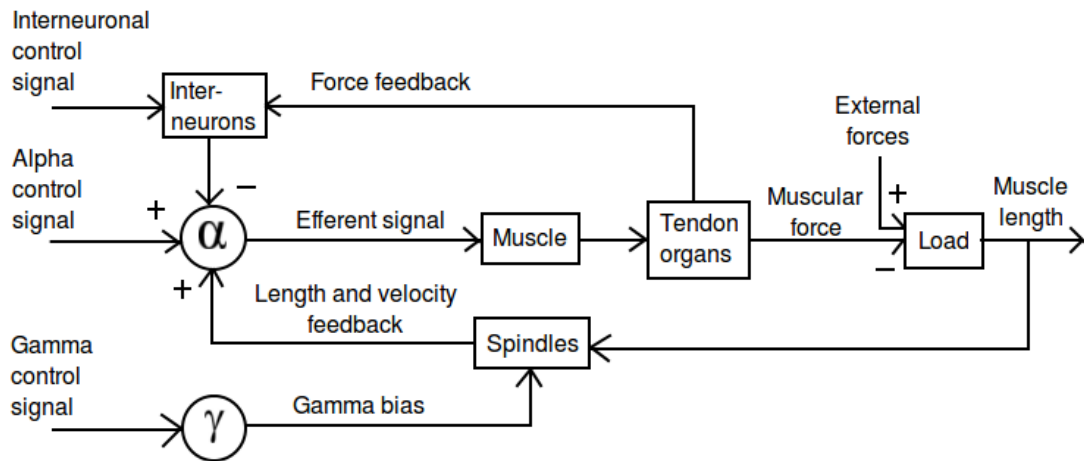 Interneuronal
control
signal
Inter-
neurons
Force feedback
External
forces
Alpha
control
signal
+
−
α
Efferent signal
Muscle
Tendon
organs
Muscular
force
+
−
Load
Muscle
length
+
Length and velocity
feedback
Spindles
Gamma
control
signal
γ
Gamma bias